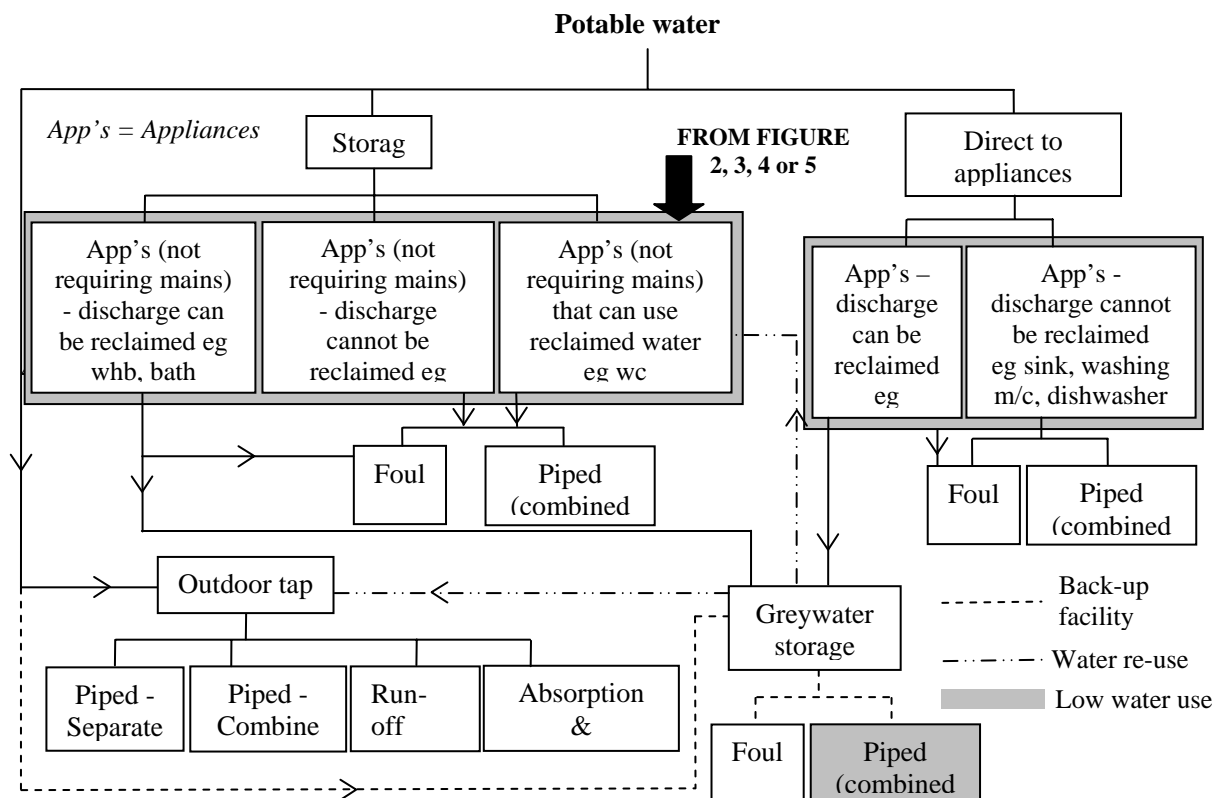 Potable water
App's = Appliances
Storag
FROM FIGURE
2, 3, 4 or 5
Direct to
appliances
App's (not
requiring mains)
- discharge can
be reclaimed eg
whb, bath
App's (not
requiring mains)
- discharge
cannot be
reclaimed eg
App's (not
requiring mains)
that can use
reclaimed water
eg wc
App's –
discharge
can be
reclaimed
eg
App's -
discharge cannot
be reclaimed
eg sink, washing
m/c, dishwasher
Foul
Piped
(combined
Foul
Piped
(combined
Outdoor tap
Greywater
storage
Back-up
facility
Water re-use
Low water use
Piped -
Separate
Piped -
Combine
Run-
off
Absorption
&
Foul
Piped
(combined